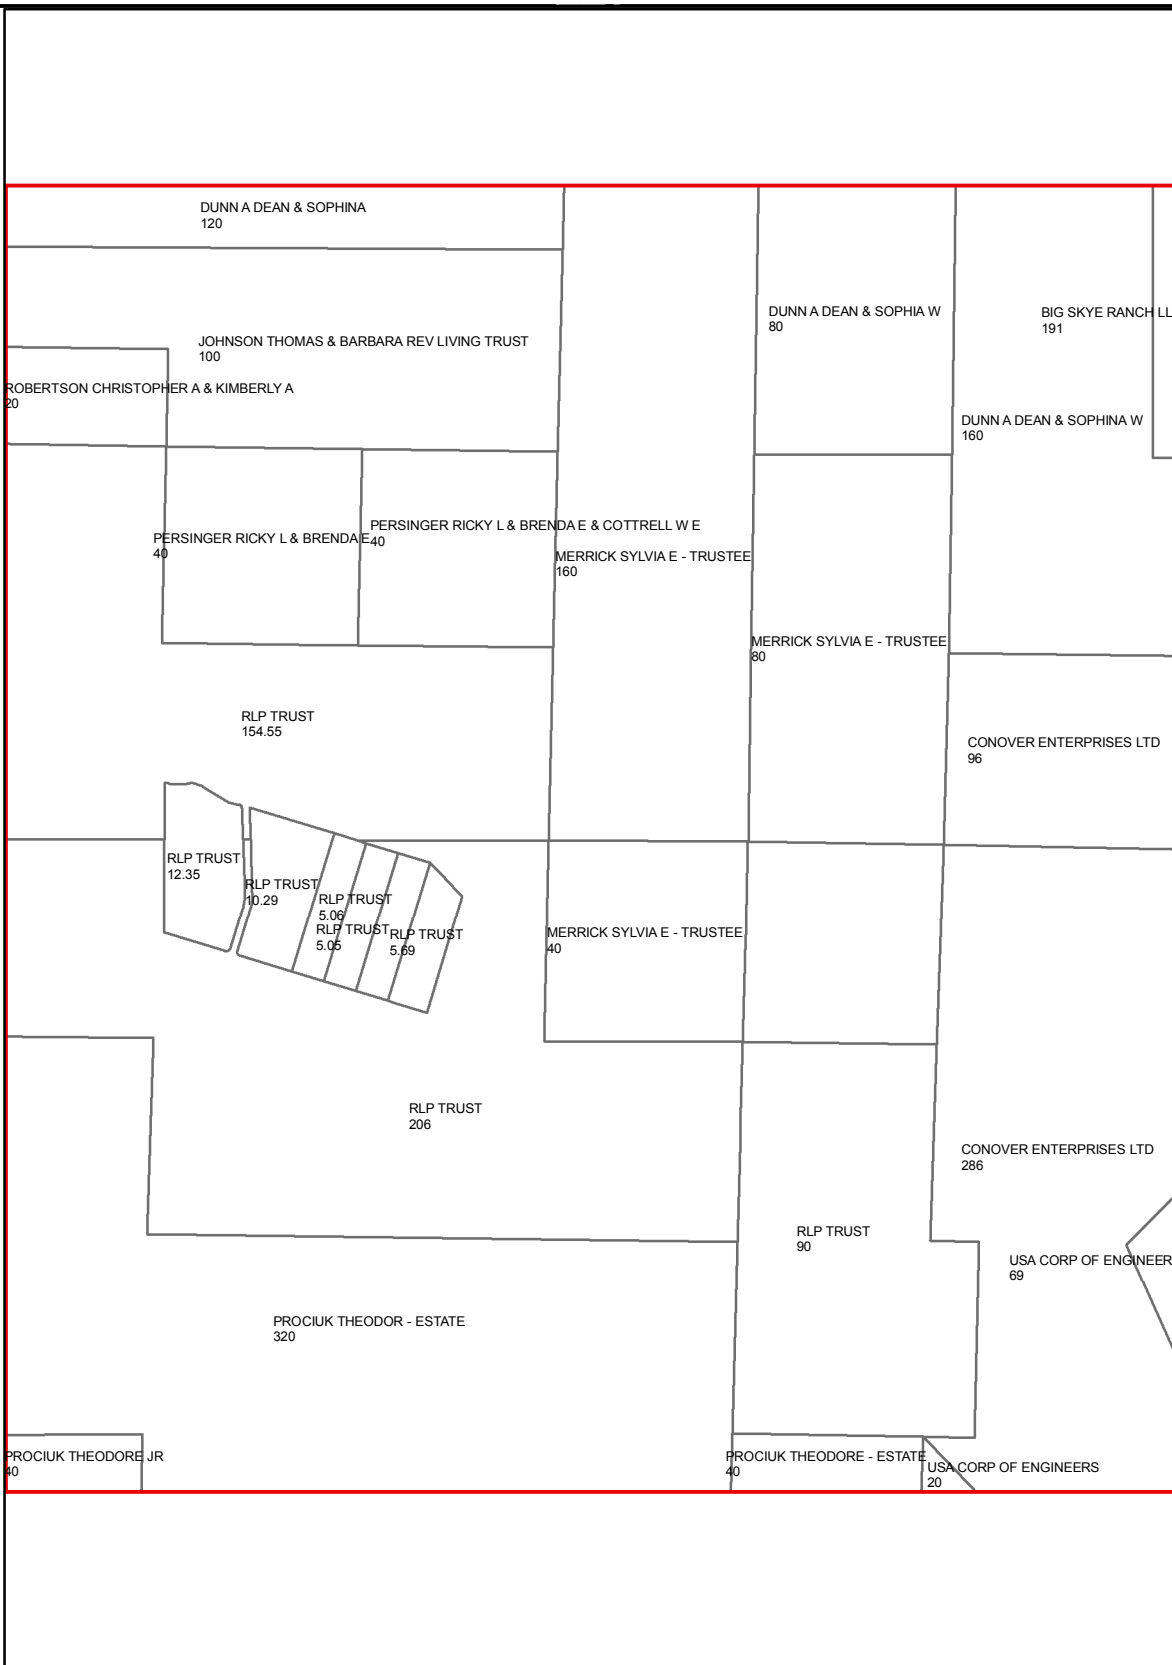 DUNN A DEAN & SOPHINA
120
DUNN A DEAN & SOPHIA W
80
BIG SKYE RANCH LL
191
JOHNSON THOMAS & BARBARA REV LIVING TRUST
100
ROBERTSON CHRISTOPHER A & KIMBERLY A
20
DUNN A DEAN & SOPHINA W
160
PERSINGER RICKY L & BRENDA E
40
PERSINGER RICKY L & BRENDA E & COTTRELL W E
40
MERRICK SYLVIA E - TRUSTEE
160
MERRICK SYLVIA E - TRUSTEE
80
RLP TRUST
154.55
CONOVER ENTERPRISES LTD
96
RLP TRUST
12.35
RLP TRUST
10.29
RLP TRUST
5.06
RLP TRUST
5.05
RLP TRUST
5.69
MERRICK SYLVIA E - TRUSTEE
40
RLP TRUST
206
CONOVER ENTERPRISES LTD
286
RLP TRUST
90
USA CORP OF ENGINEER
69
PROCIUK THEODOR - ESTATE
320
PROCIUK THEODORE JR
40
PROCIUK THEODORE - ESTATE
40
USA CORP OF ENGINEERS
20